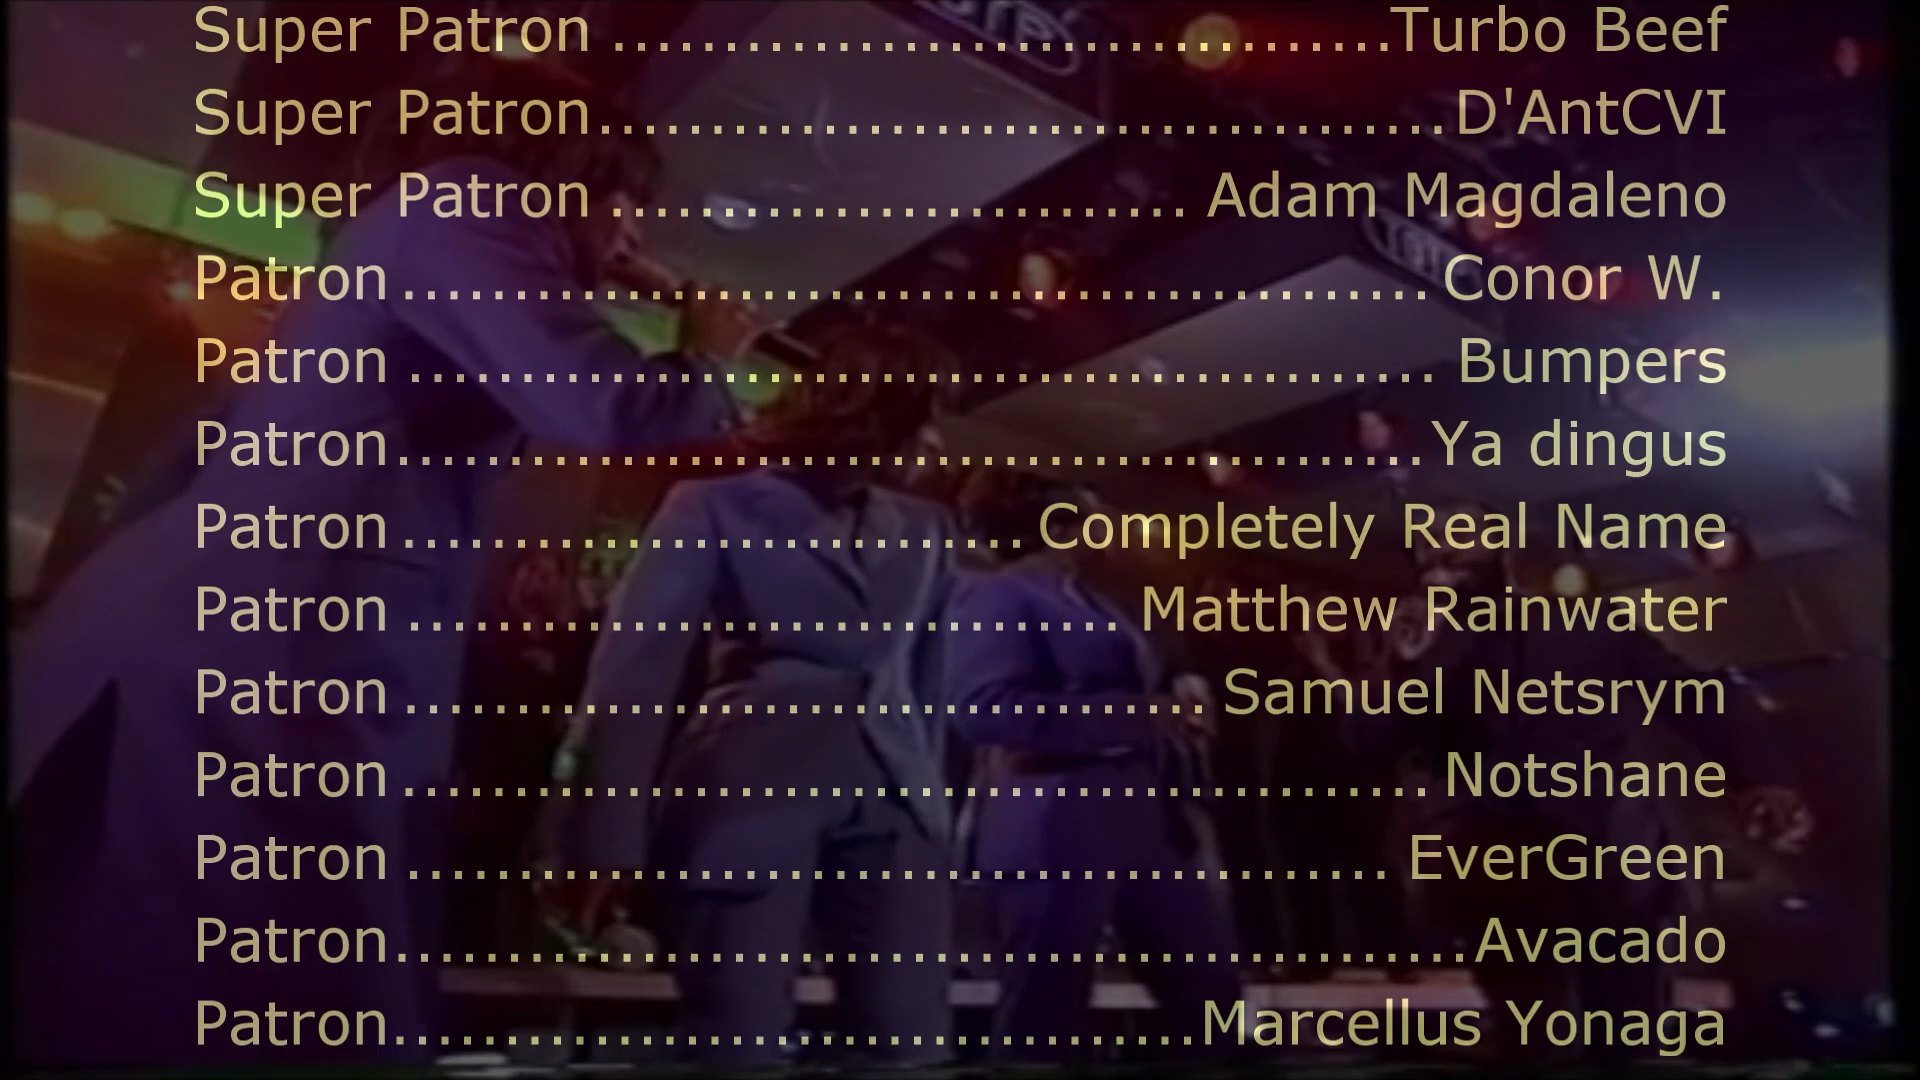 Super Patron ..................................Turbo Beef
Super Patron.....................................D'AntCVI
Super Patron ......................... Adam Magdaleno
Patron .............................................Conor W.
Patron ............................................. Bumpers
Patron.............................................Ya dingus
Patron ........................... Completely Real Name
Patron ............................... Matthew Rainwater
Patron ................................... Samuel Netsrym
Patron .............................................Notshane
Patron ........................................... EverGreen
Patron...............................................Avacado
Patron...................................Marcellus Yonaga